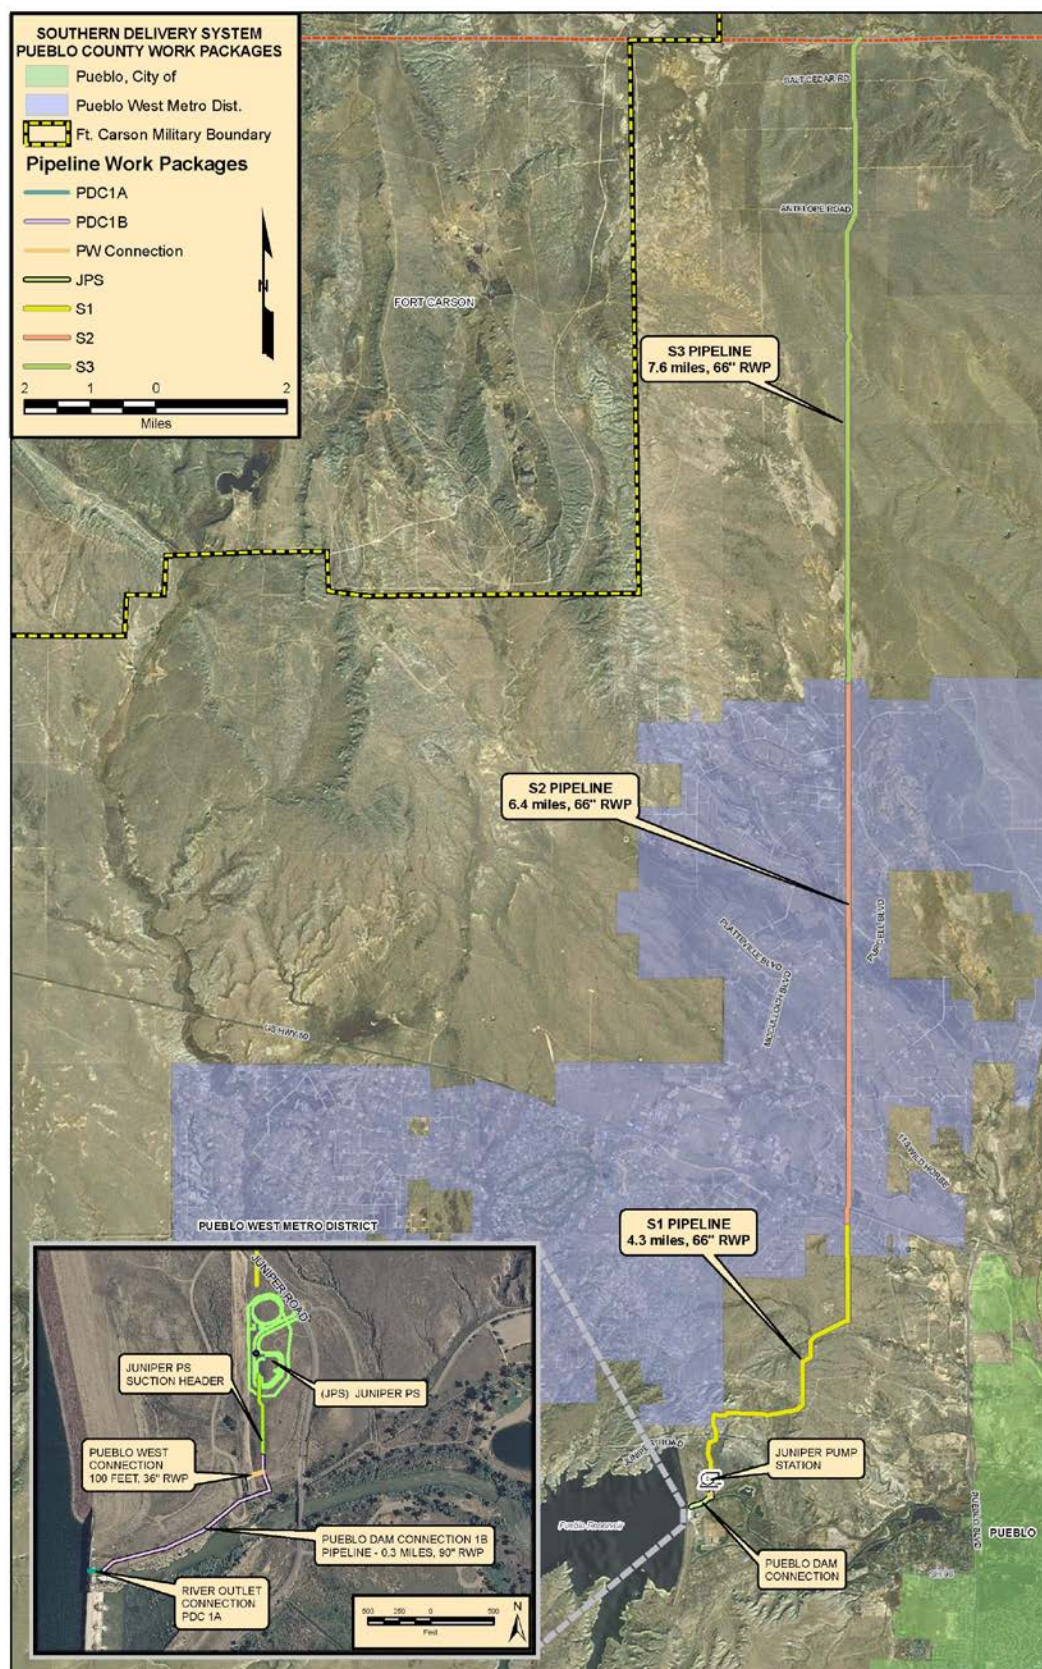 SOUTHERN DELIVERY SYSTEM
PUEBLO COUNTY WORK PACKAGES
Pueblo, City of
Pueblo West Metro Dist.
Ft. Carson Military Boundary
Pipeline Work Packages
PDC1A
PDC1B
PW Connection
JPS
S1
S2
S3
N
2 1 0 2
Miles
SALT CEDAR RD
ANTELOPE ROAD
FORT CARSON
S3 PIPELINE
7.6 miles, 66" RWP
S2 PIPELINE
6.4 miles, 66" RWP
PURCELL BLVD
PLATTEVILLE BLVD
MCCULLOCH BLVD
US HWY 50
WILD HORSE
PUEBLO WEST METRO DISTRICT
S1 PIPELINE
4.3 miles, 66" RWP
JUNIPER ROAD
JUNIPER PUMP
STATION
Pueblo Reservoir
PUEBLO BLVD
PUEBLO
SH 96
PUEBLO DAM
CONNECTION
JUNIPER ROAD
JUNIPER PS
SUCTION HEADER
(JPS) JUNIPER PS
PUEBLO WEST
CONNECTION
100 FEET, 36" RWP
PUEBLO DAM CONNECTION 1B
PIPELINE - 0.3 MILES, 90" RWP
RIVER OUTLET
CONNECTION
PDC 1A
N
500 250 0 500
Feet